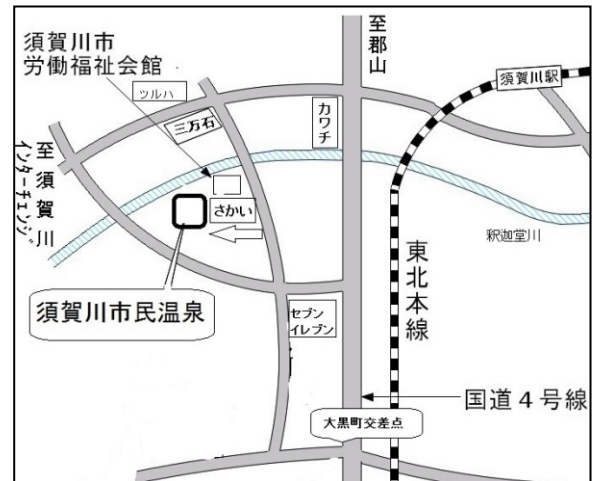 須賀川市
労働福祉会館
至郡山
須賀川駅
ツルハ
カワチ
三万石
至須賀川
インターチェンジ
さかい
釈迦堂川
東北本線
須賀川市民温泉
セブン
イレブン
国道4号線
大黒町交差点